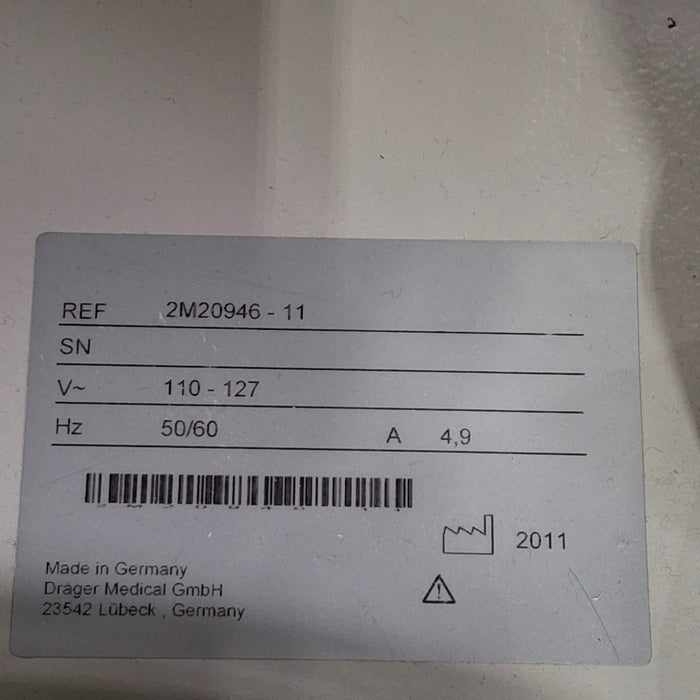 REF 2M20946 - 11
SN
V~ 110 - 127
Hz 50/60 A 4,9
2011
Made in Germany
Dräger Medical GmbH
23542 Lübeck , Germany